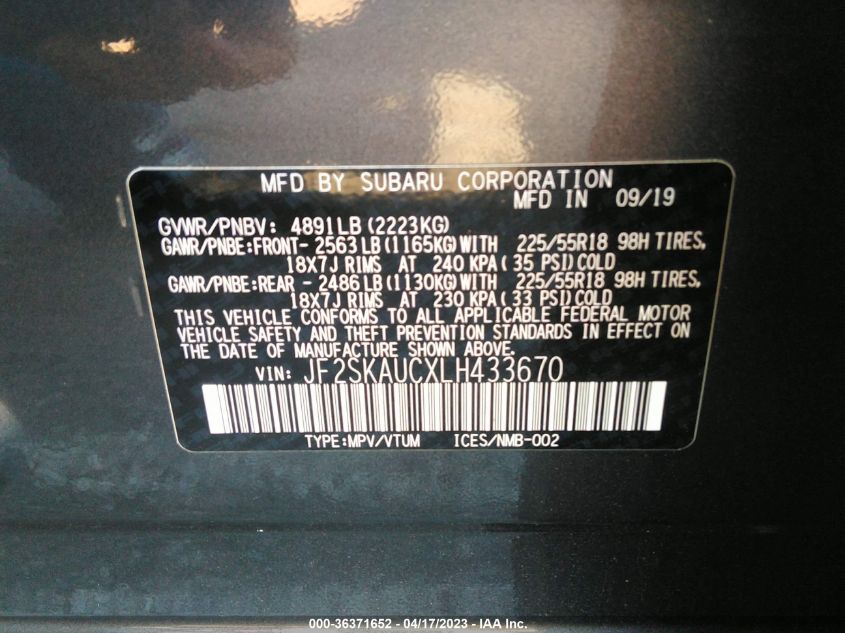 MFD BY SUBARU CORPORATION
MFD IN 09/19
GVWR/PNBV: 4891LB (2223KG)
GAWR/PNBE:FRONT- 2563LB (1165KG) WITH 225/55R18 98H TIRES,
18X7J RIMS AT 240 KPA (35 PSI) COLD
GAWR/PNBE:REAR - 2486LB (1130KG) WITH 225/55R18 98H TIRES,
18X7J RIMS AT 230 KPA (33 PSI) COLD
THIS VEHICLE CONFORMS TO ALL APPLICABLE FEDERAL MOTOR
VEHICLE SAFETY AND THEFT PREVENTION STANDARDS IN EFFECT ON
THE DATE OF MANUFACTURE SHOWN ABOVE.
VIN: JF2SKAUCXLH433670
TYPE:MPV/VTUM ICES/NMB-002
000-36371652 - 04/17/2023 - IAA Inc.